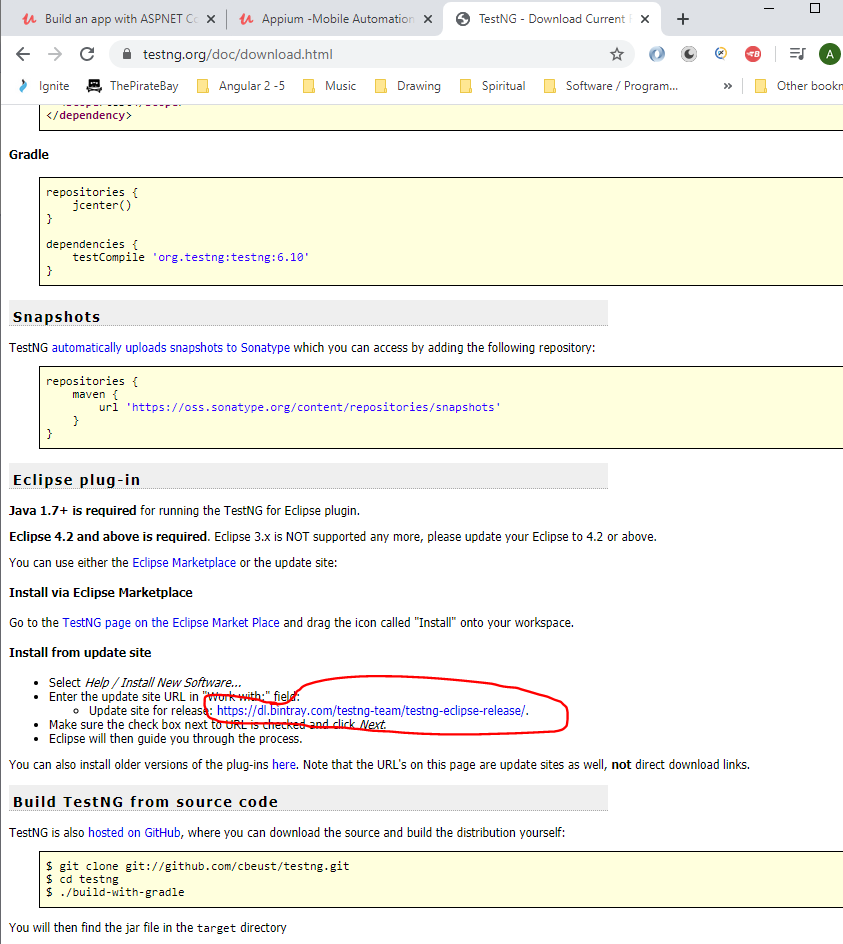 Build an app with ASPNET Co
Appium -Mobile Automation
TestNG - Download Current
testng.org/doc/download.html
A
Ignite
ThePirateBay
Angular 2 -5
Music
Drawing
Spiritual
Software / Program...
»
Other bookm
</dependency>
Gradle
repositories {
jcenter()
}
dependencies {
testCompile 'org.testng:testng:6.10'
}
Snapshots
TestNG automatically uploads snapshots to Sonatype which you can access by adding the following repository:
repositories {
maven {
url 'https://oss.sonatype.org/content/repositories/snapshots'
}
}
Eclipse plug-in
Java 1.7+ is required for running the TestNG for Eclipse plugin.
Eclipse 4.2 and above is required. Eclipse 3.x is NOT supported any more, please update your Eclipse to 4.2 or above.
You can use either the Eclipse Marketplace or the update site:
Install via Eclipse Marketplace
Go to the TestNG page on the Eclipse Market Place and drag the icon called "Install" onto your workspace.
Install from update site
Select Help / Install New Software...
Enter the update site URL in "Work with:" field:
Update site for release: https://dl.bintray.com/testng-team/testng-eclipse-release/.
Make sure the check box next to URL is checked and click Next.
Eclipse will then guide you through the process.
You can also install older versions of the plug-ins here. Note that the URL's on this page are update sites as well, not direct download links.
Build TestNG from source code
TestNG is also hosted on GitHub, where you can download the source and build the distribution yourself:
$ git clone git://github.com/cbeust/testng.git
$ cd testng
$ ./build-with-gradle
You will then find the jar file in the target directory